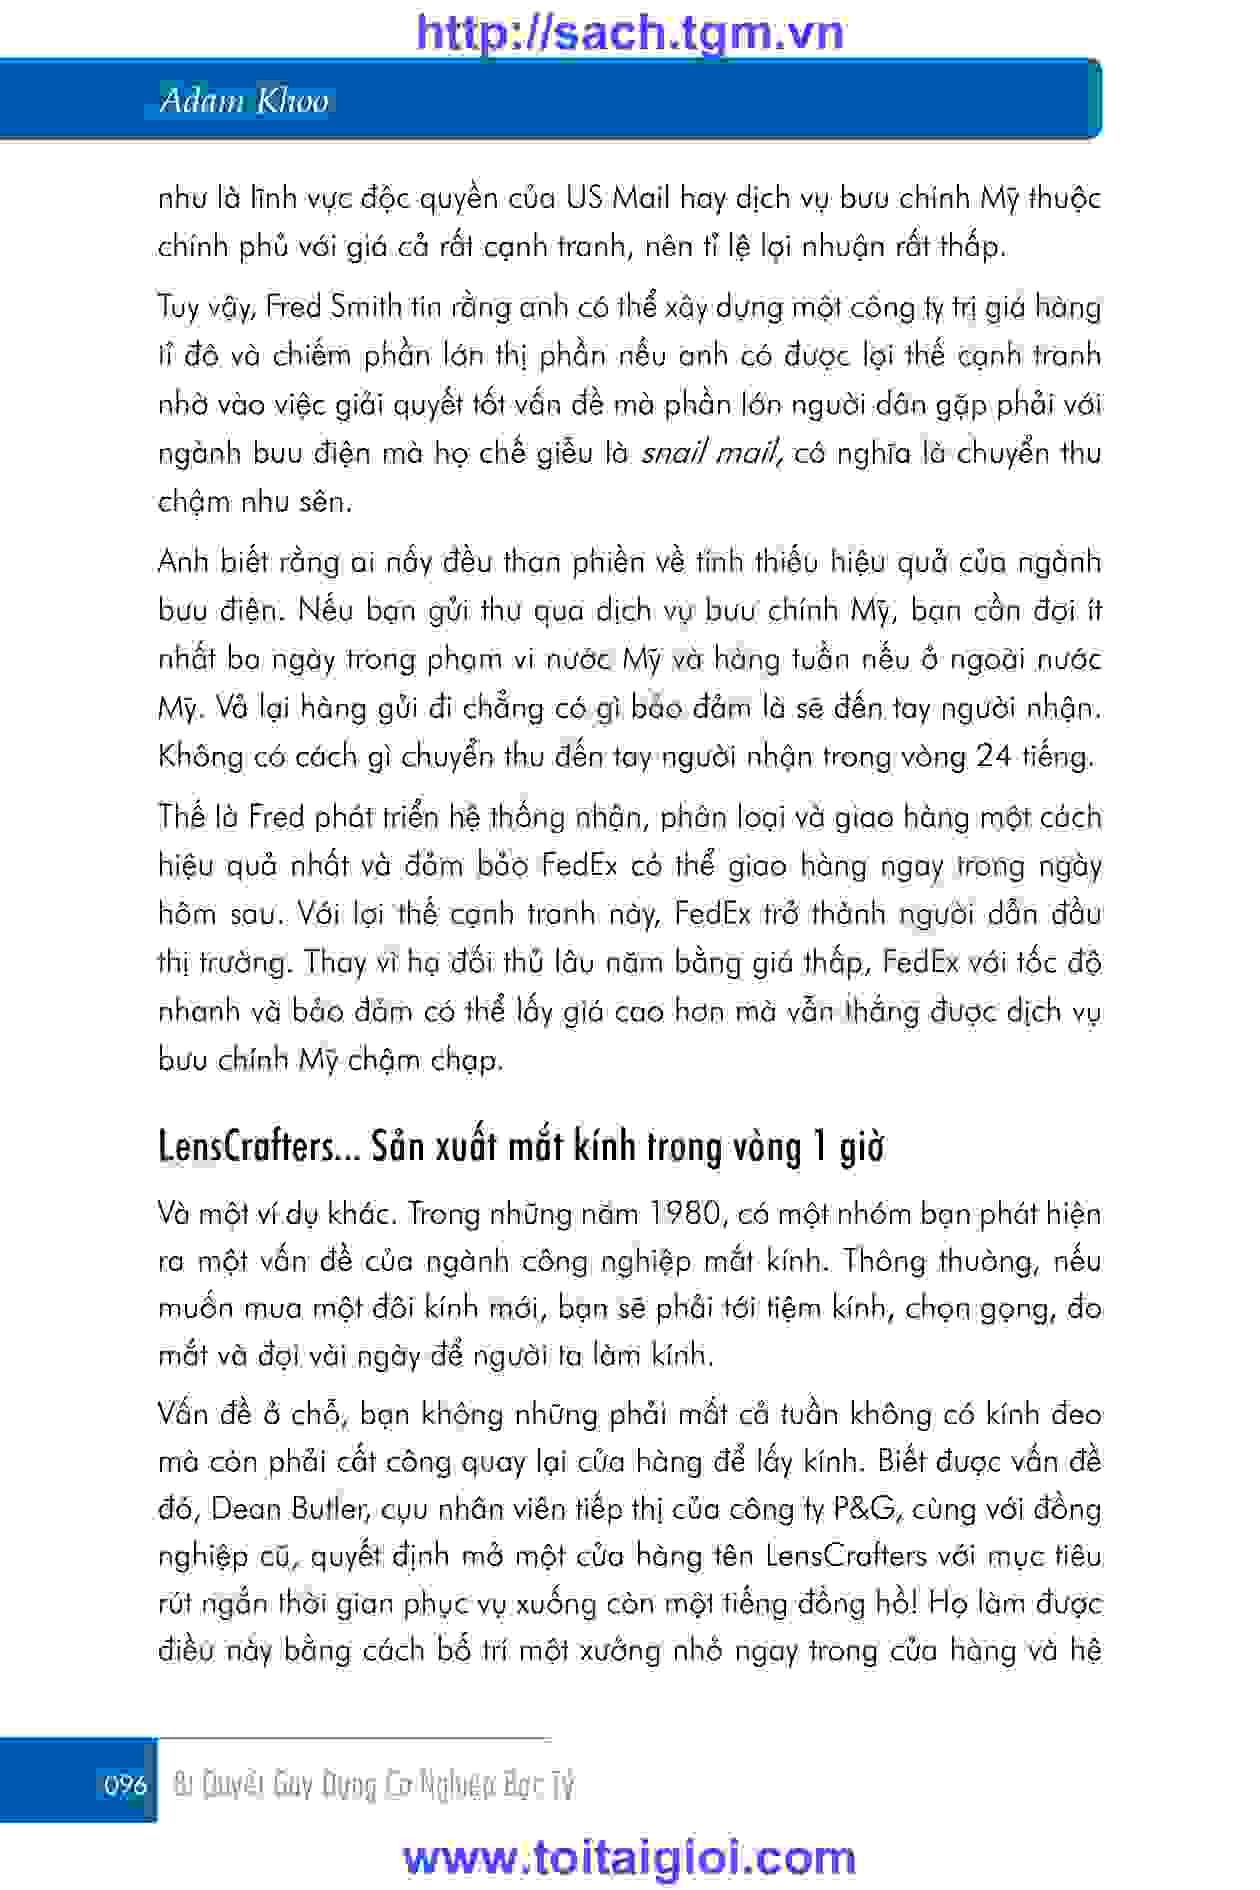 http://sach.tgm.vn
Adam Khoo
như là lĩnh vực độc quyền của US Mail hay dịch vụ bưu chính Mỹ thuộc
chính phủ với giá cả rất cạnh tranh, nên tỉ lệ lợi nhuận rất thấp.
Tuy vậy, Fred Smith tin rằng anh có thể xây dựng một công ty trị giá hàng
tỉ đô và chiếm phần lớn thị phần nếu anh có được lợi thế cạnh tranh
nhờ vào việc giải quyết tốt vấn đề mà phần lớn người dân gặp phải với
ngành bưu điện mà họ chế giễu là snail mail, có nghĩa là chuyển thư
chậm như sên.
Anh biết rằng ai nấy đều than phiền về tính thiếu hiệu quả của ngành
bưu điện. Nếu bạn gửi thư qua dịch vụ bưu chính Mỹ, bạn cần đợi ít
nhất ba ngày trong phạm vi nước Mỹ và hàng tuần nếu ở ngoài nước
Mỹ. Vả lại hàng gửi đi chẳng có gì bảo đảm là sẽ đến tay người nhận.
Không có cách gì chuyển thư đến tay người nhận trong vòng 24 tiếng.
Thế là Fred phát triển hệ thống nhận, phân loại và giao hàng một cách
hiệu quả nhất và đảm bảo FedEx có thể giao hàng ngay trong ngày
hôm sau. Với lợi thế cạnh tranh này, FedEx trở thành người dẫn đầu
thị trường. Thay vì hạ đối thủ lâu năm bằng giá thấp, FedEx với tốc độ
nhanh và bảo đảm có thể lấy giá cao hơn mà vẫn thắng được dịch vụ
bưu chính Mỹ chậm chạp.
LensCrafters... Sản xuất mắt kính trong vòng 1 giờ
Và một ví dụ khác. Trong những năm 1980, có một nhóm bạn phát hiện
ra một vấn đề của ngành công nghiệp mắt kính. Thông thường, nếu
muốn mua một đôi kính mới, bạn sẽ phải tới tiệm kính, chọn gọng, đo
mắt và đợi vài ngày để người ta làm kính.
Vấn đề ở chỗ, bạn không những phải mất cả tuần không có kính đeo
mà còn phải cất công quay lại cửa hàng để lấy kính. Biết được vấn đề
đó, Dean Butler, cựu nhân viên tiếp thị của công ty P&G, cùng với đồng
nghiệp cũ, quyết định mở một cửa hàng tên LensCrafters với mục tiêu
rút ngắn thời gian phục vụ xuống còn một tiếng đồng hồ! Họ làm được
điều này bằng cách bố trí một xưởng nhỏ ngay trong cửa hàng và hệ
096 Bí Quyết Gây Dựng Cơ Nghiệp Bạc Tỷ
www.toitaigioi.com